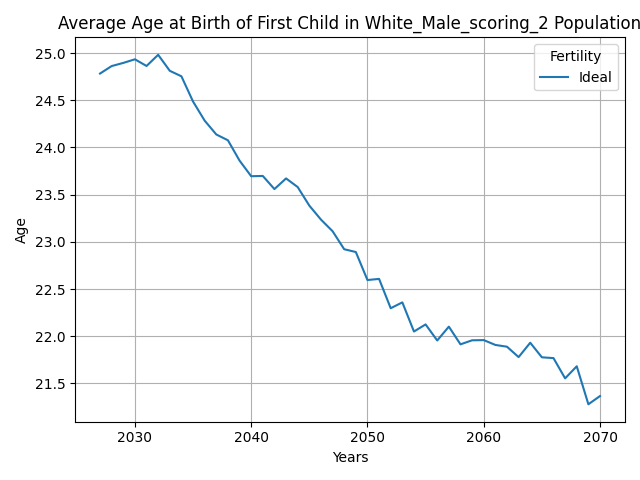 Average Age at Birth of First Child in White_Male_scoring_2 Population
Fertility
Ideal
Age
25.0
24.5
24.0
23.5
23.0
22.5
22.0
21.5
2030 2040 2050 2060 2070
Years